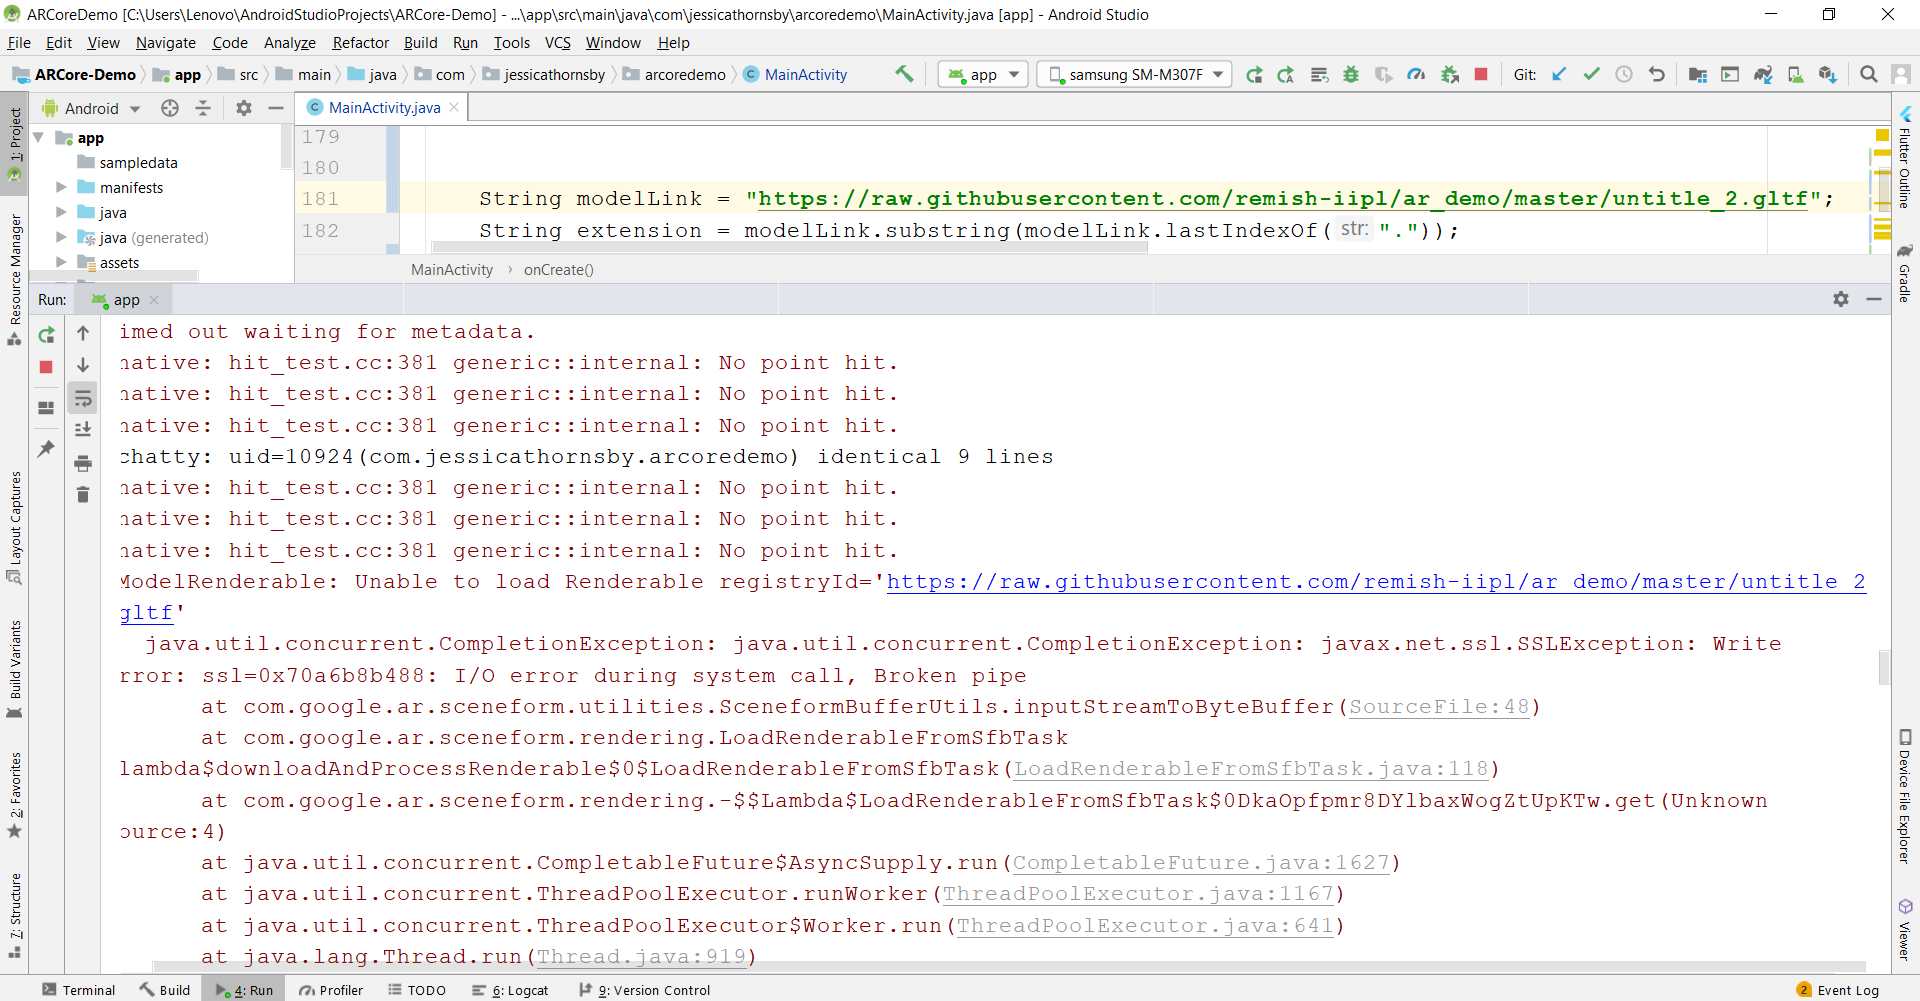 ARCoreDemo [C:\Users\Lenovo\AndroidStudioProjects\ARCore-Demo] - ...\app\src\main\java\com\jessicathornsby\arcoredemo\MainActivity.java [app] - Android Studio
File Edit View Navigate Code Analyze Refactor Build Run Tools VCS Window Help
ARCore-Demo app src main java com jessicathornsby arcoredemo MainActivity app samsung SM-M307F Git:
Android
MainActivity.java
1: Project
Resource Manager
Layout Captures
Build Variants
2: Favorites
7: Structure
app
sampledata
manifests
java
java (generated)
assets
179
180
181 String modelLink = "https://raw.githubusercontent.com/remish-iipl/ar_demo/master/untitle_2.gltf";
182 String extension = modelLink.substring(modelLink.lastIndexOf( str: "."));
MainActivity › onCreate()
Run: app
imed out waiting for metadata.
native: hit_test.cc:381 generic::internal: No point hit.
native: hit_test.cc:381 generic::internal: No point hit.
native: hit_test.cc:381 generic::internal: No point hit.
chatty: uid=10924(com.jessicathornsby.arcoredemo) identical 9 lines
native: hit_test.cc:381 generic::internal: No point hit.
native: hit_test.cc:381 generic::internal: No point hit.
native: hit_test.cc:381 generic::internal: No point hit.
ModelRenderable: Unable to load Renderable registryId='https://raw.githubusercontent.com/remish-iipl/ar_demo/master/untitle_2
gltf'
java.util.concurrent.CompletionException: java.util.concurrent.CompletionException: javax.net.ssl.SSLException: Write
rror: ssl=0x70a6b8b488: I/O error during system call, Broken pipe
at com.google.ar.sceneform.utilities.SceneformBufferUtils.inputStreamToByteBuffer(SourceFile:48)
at com.google.ar.sceneform.rendering.LoadRenderableFromSfbTask
lambda$downloadAndProcessRenderable$0$LoadRenderableFromSfbTask(LoadRenderableFromSfbTask.java:118)
at com.google.ar.sceneform.rendering.-$$Lambda$LoadRenderableFromSfbTask$0DkaOpfpmr8DYlbaxWogZtUpKTw.get(Unknown
ource:4)
at java.util.concurrent.CompletableFuture$AsyncSupply.run(CompletableFuture.java:1627)
at java.util.concurrent.ThreadPoolExecutor.runWorker(ThreadPoolExecutor.java:1167)
at java.util.concurrent.ThreadPoolExecutor$Worker.run(ThreadPoolExecutor.java:641)
at java.lang.Thread.run(Thread.java:919)
Flutter Outline
Gradle
Device File Explorer
Viewer
Terminal Build 4: Run Profiler TODO 6: Logcat 9: Version Control 2 Event Log